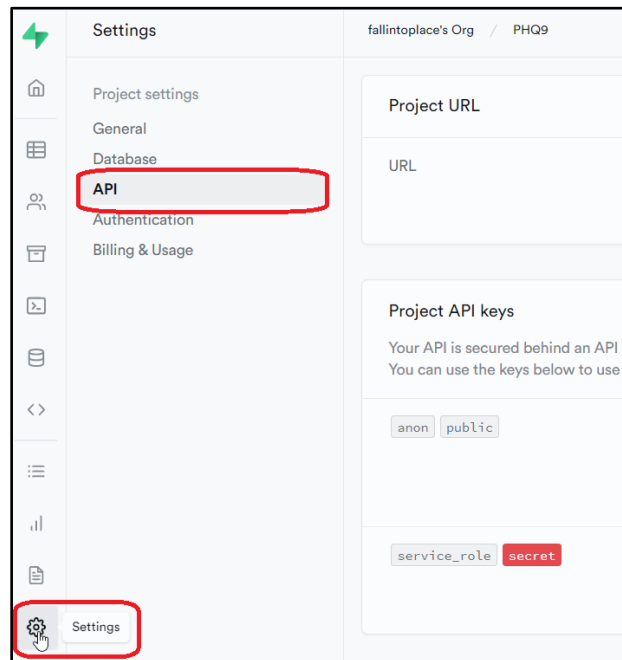 Settings
fallintoplace's Org / PHQ9
Project settings
General
Database
API
Authentication
Billing & Usage
Project URL
URL
Project API keys
Your API is secured behind an API
You can use the keys below to use
anon public
service_role secret
Settings